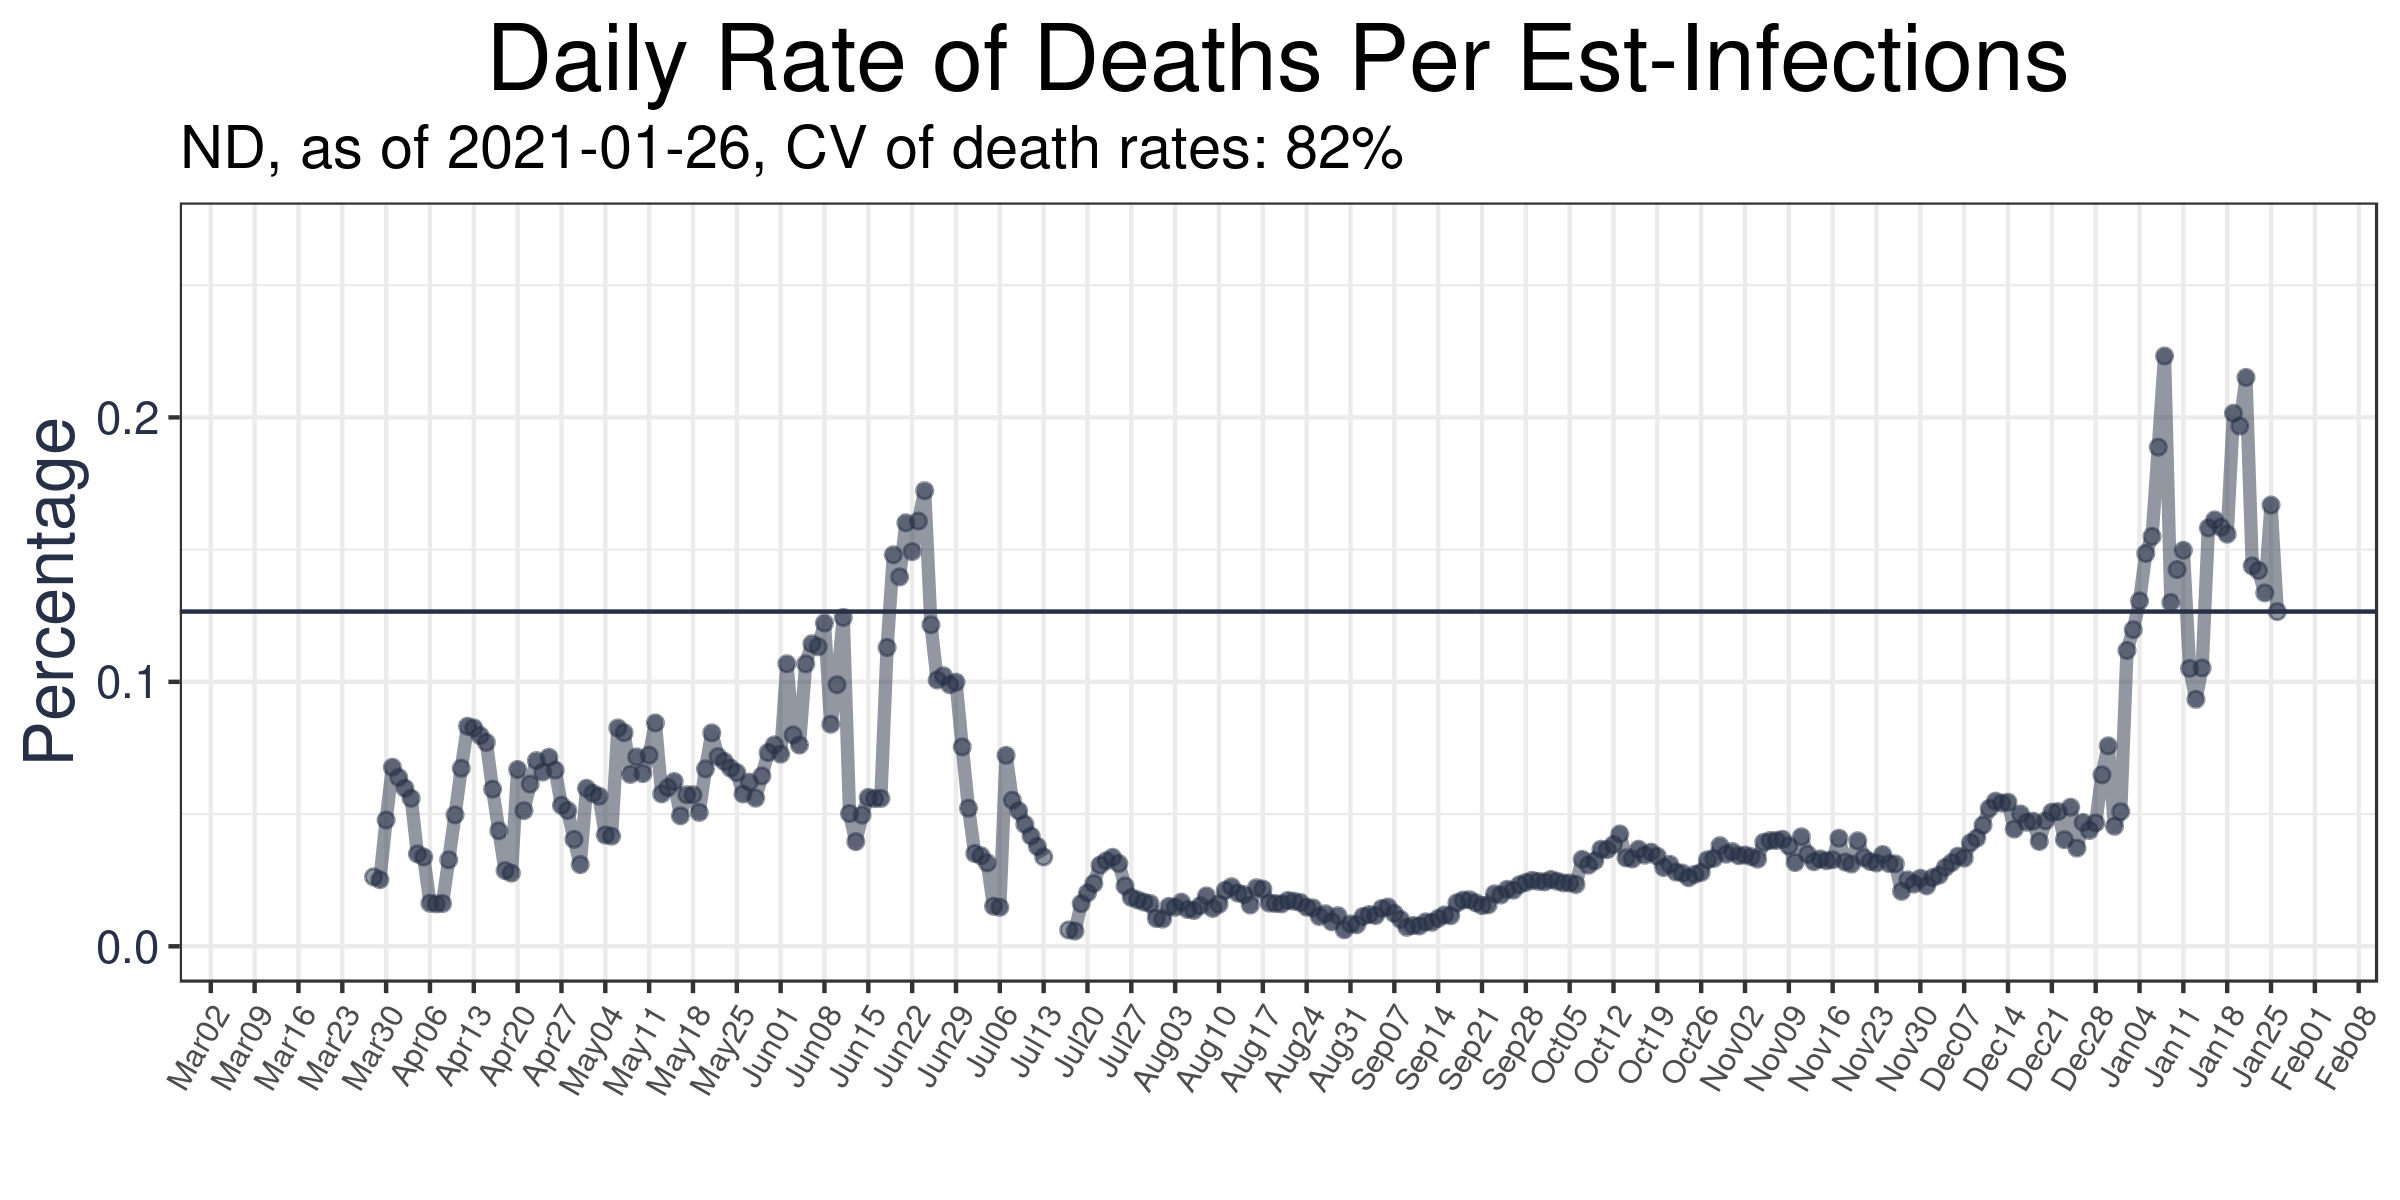 Daily Rate of Deaths Per Est-Infections
ND, as of 2021-01-26, CV of death rates: 82%
Percentage
0.2
0.1
0.0
Mar02
Mar09
Mar16
Mar23
Mar30
Apr06
Apr13
Apr20
Apr27
May04
May11
May18
May25
Jun01
Jun08
Jun15
Jun22
Jun29
Jul06
Jul13
Jul20
Jul27
Aug03
Aug10
Aug17
Aug24
Aug31
Sep07
Sep14
Sep21
Sep28
Oct05
Oct12
Oct19
Oct26
Nov02
Nov09
Nov16
Nov23
Nov30
Dec07
Dec14
Dec21
Dec28
Jan04
Jan11
Jan18
Jan25
Feb01
Feb08